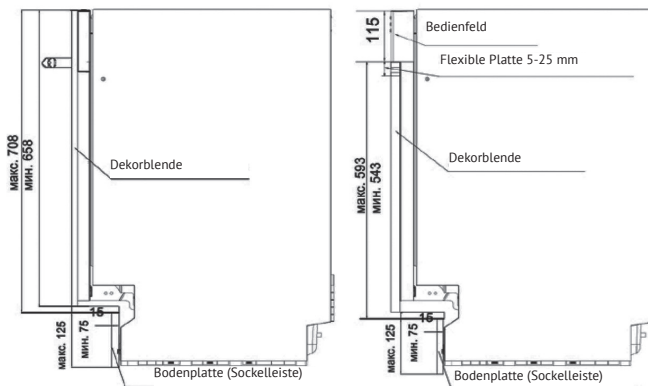 макс. 708
мин. 658
Dekorblende
15
макс. 125
мин. 75
Bodenplatte (Sockelleiste)
115
Bedienfeld
Flexible Platte 5-25 mm
макс. 593
мин. 543
Dekorblende
15
макс. 125
мин. 75
Bodenplatte (Sockelleiste)